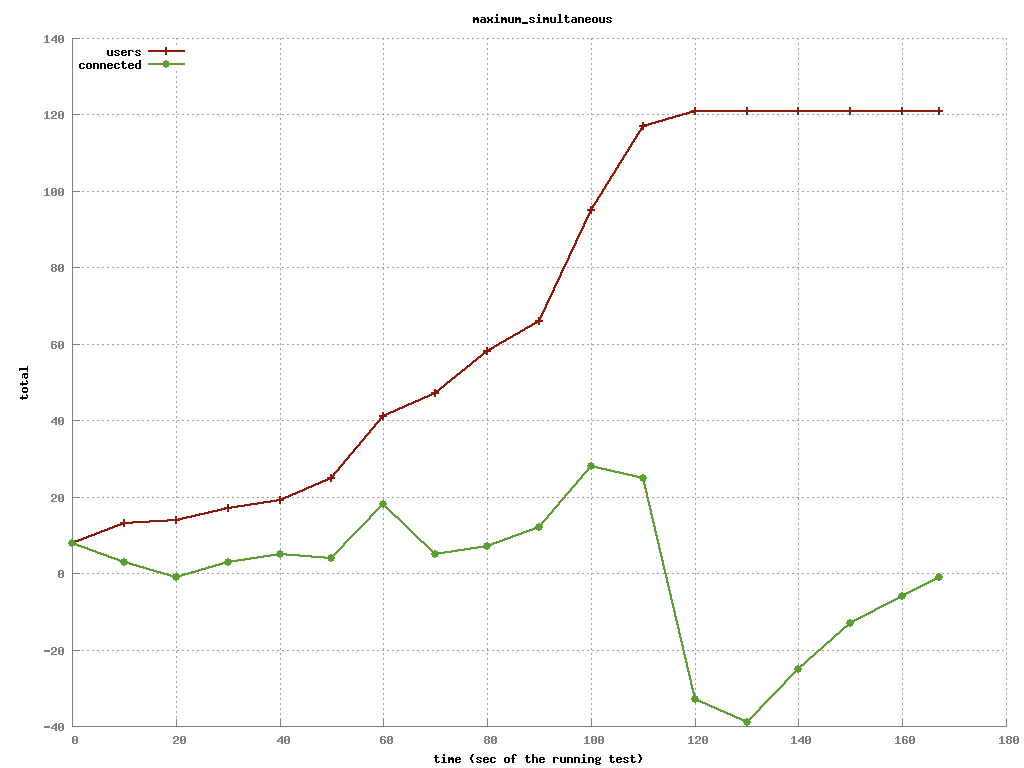 maximum_simultaneous
140
users
connected
120
100
80
60
total
40
20
0
-20
-40
0 20 40 60 80 100 120 140 160 180
time (sec of the running test)